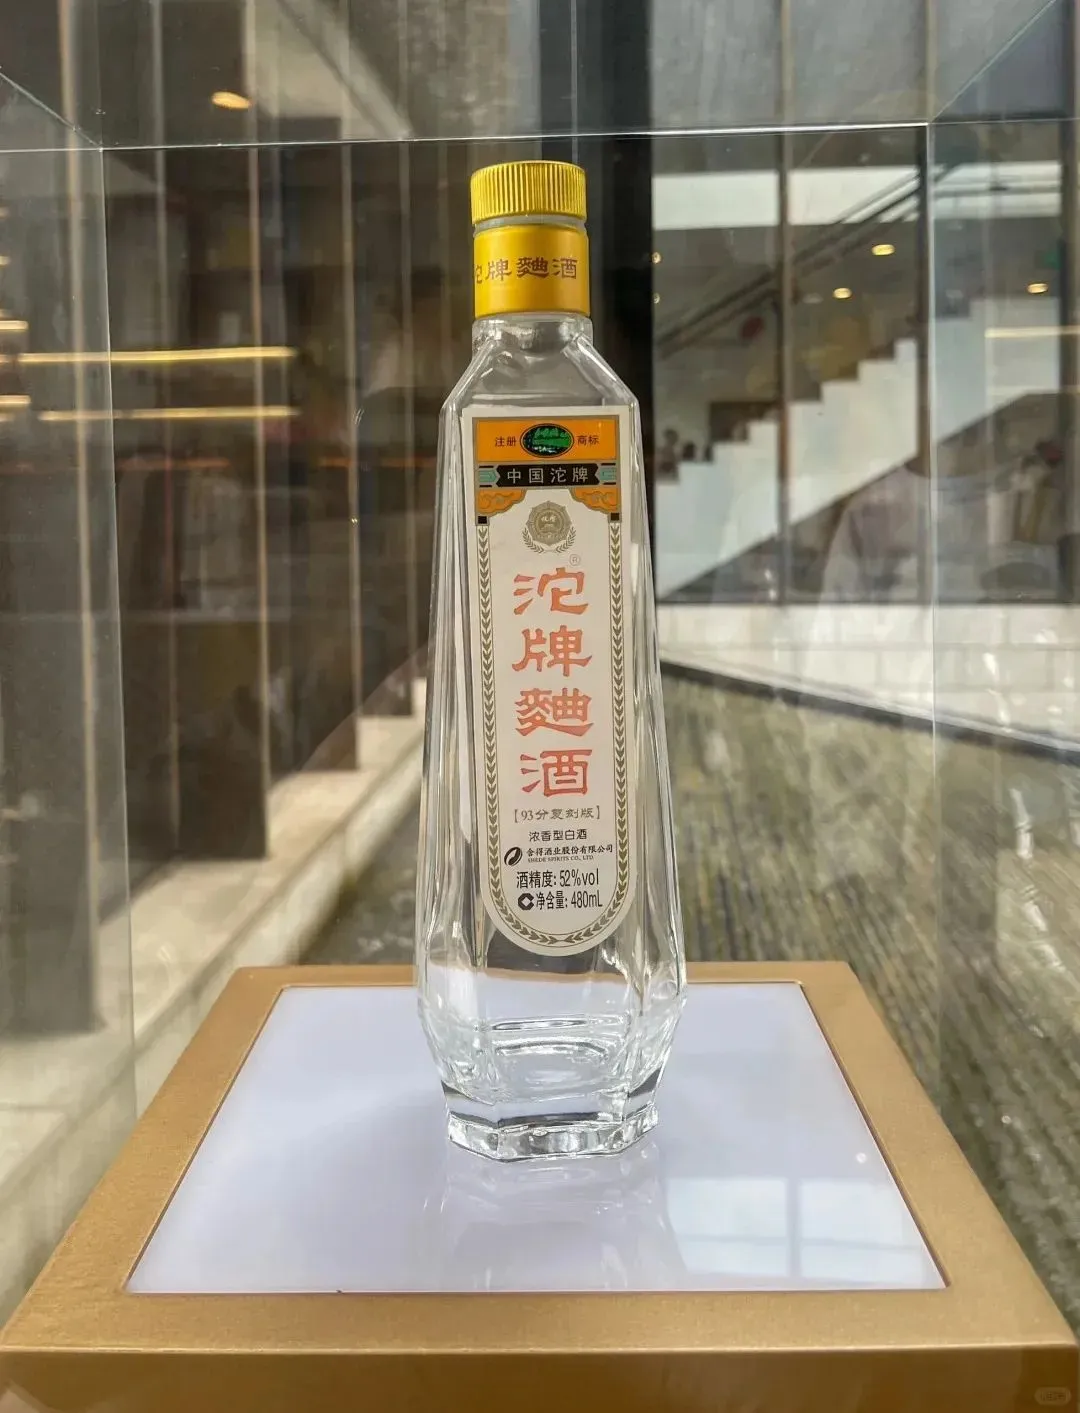 沱牌麯酒
注册 商标
中国沱牌
®
沱
牌
麯
酒
【93分复刻版】
浓香型白酒
舍得酒业股份有限公司
SHEDE SPIRITS CO., LTD.
酒精度:52%vol
净含量:480mL